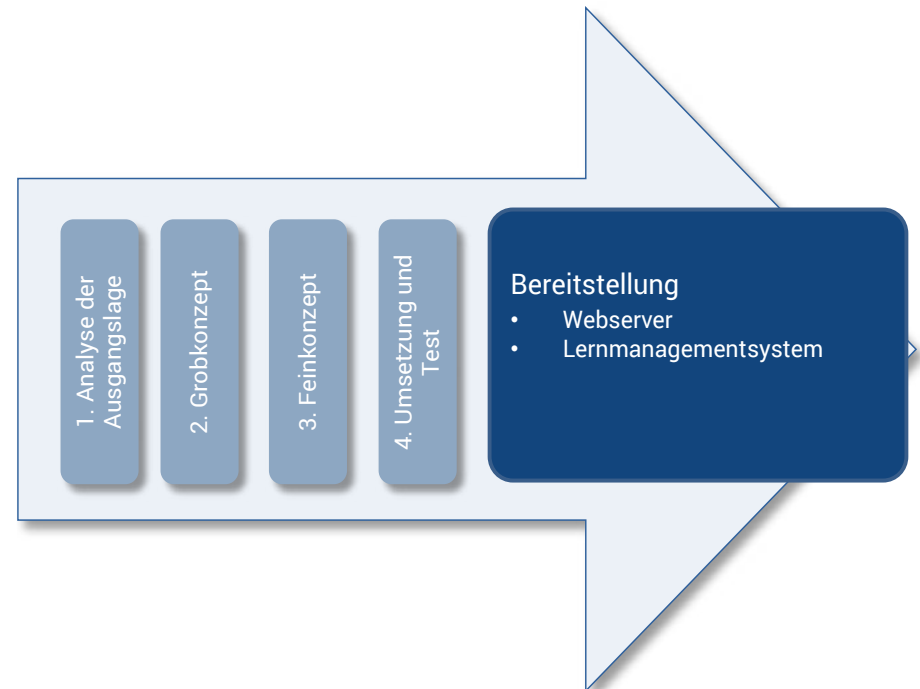 1. Analyse der
Ausgangslage
2. Grobkonzept
3. Feinkonzept
4. Umsetzung und
Test
Bereitstellung
• Webserver
• Lernmanagementsystem